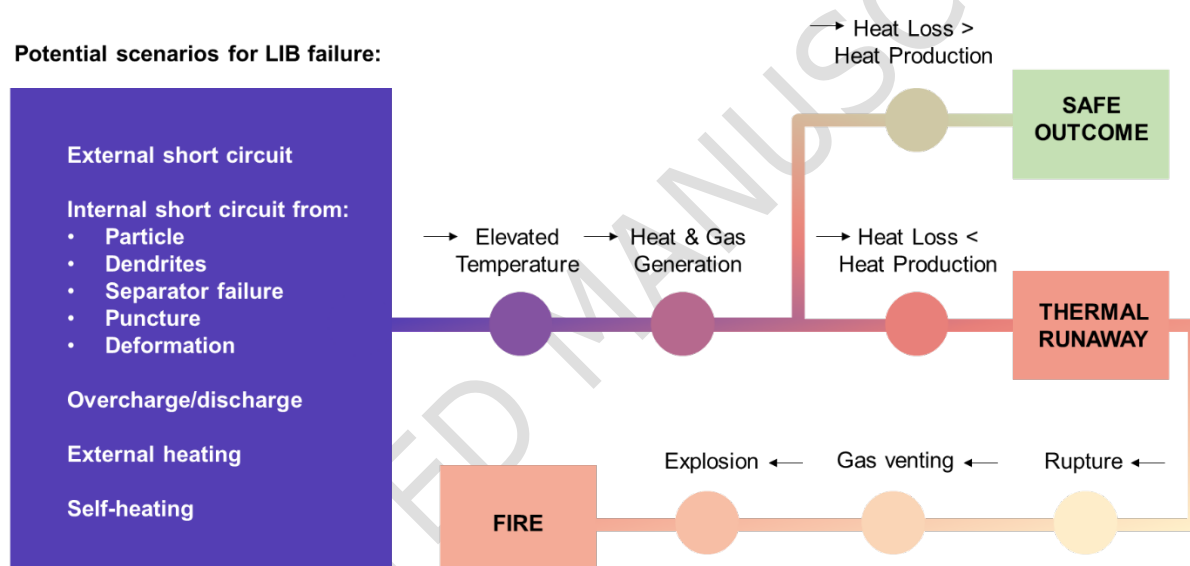 Potential scenarios for LIB failure:
External short circuit
Internal short circuit from:
• Particle
• Dendrites
• Separator failure
• Puncture
• Deformation
Overcharge/discharge
External heating
Self-heating
→ Elevated
Temperature
→ Heat & Gas
Generation
→ Heat Loss >
Heat Production
SAFE
OUTCOME
→ Heat Loss <
Heat Production
THERMAL
RUNAWAY
Rupture ←
Gas venting ←
Explosion ←
FIRE
ED MANUSC